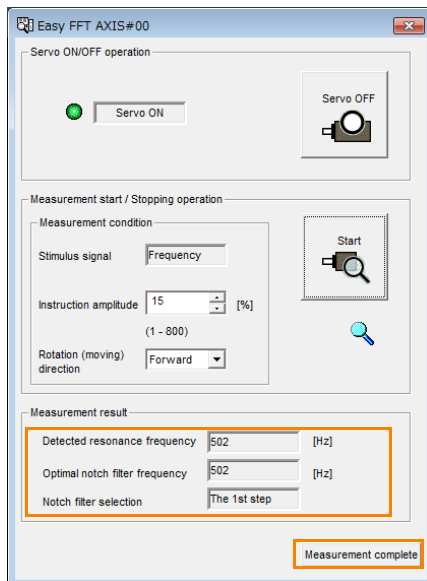 Easy FFT AXIS#00
Servo ON/OFF operation
Servo ON
Servo OFF
Measurement start / Stopping operation
Measurement condition
Stimulus signal
Frequency
Start
Instruction amplitude
15
[%]
(1 - 800)
Rotation (moving)
direction
Forward
Measurement result
Detected resonance frequency
502
[Hz]
Optimal notch filter frequency
502
[Hz]
Notch filter selection
The 1st step
Measurement complete